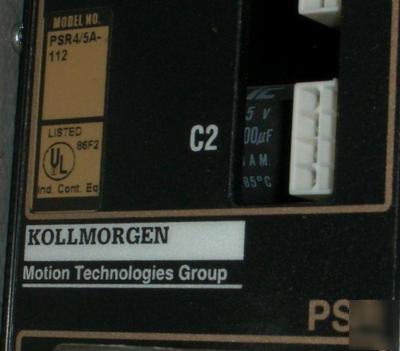 MODEL NO.
PSR4/5A-
112
LISTED
86F2
UL
Ind. Cont. Eq
C2
5 V
00µF
A M.
85°C
KOLLMORGEN
Motion Technologies Group
PS